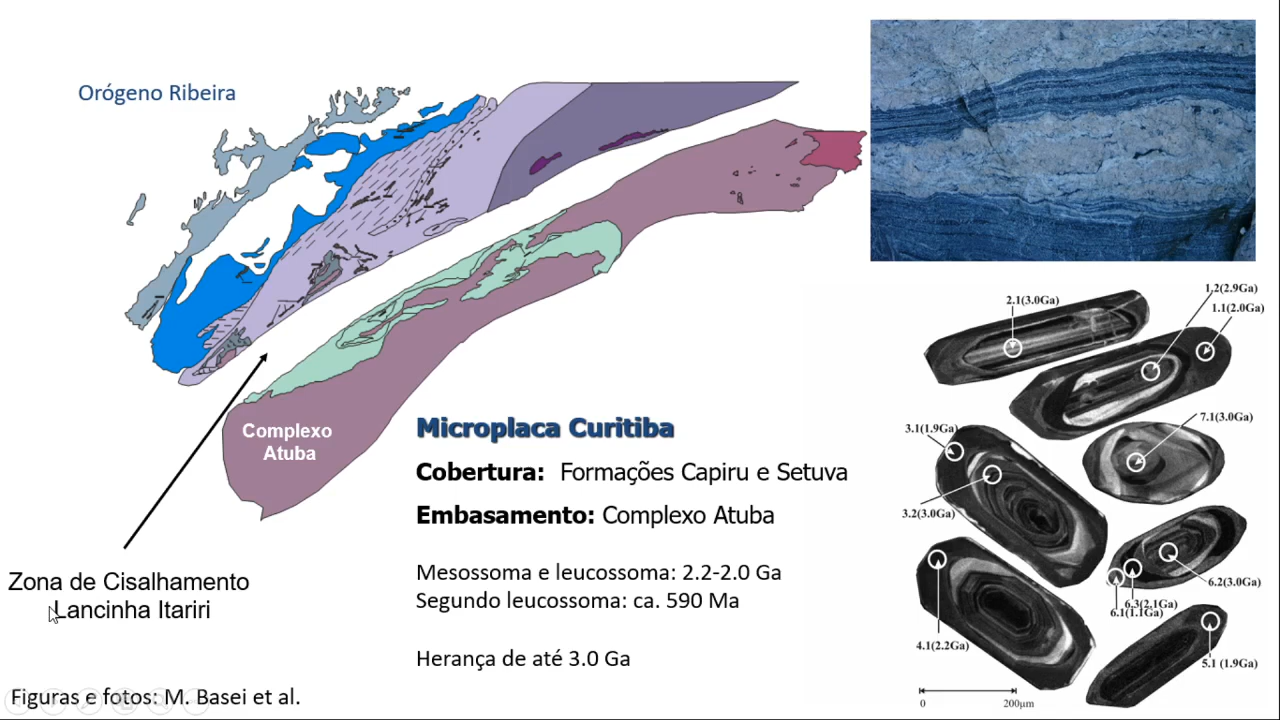 Orógeno Ribeira
Complexo
Atuba
Zona de Cisalhamento
Lancinha Itariri
Microplaca Curitiba
Cobertura: Formações Capiru e Setuva
Embasamento: Complexo Atuba
Mesossoma e leucossoma: 2.2-2.0 Ga
Segundo leucossoma: ca. 590 Ma
Herança de até 3.0 Ga
Figuras e fotos: M. Basei et al.
1.2(2.9Ga)
2.1(3.0Ga)
1.1(2.0Ga)
7.1(3.0Ga)
3.1(1.9Ga)
3.2(3.0Ga)
6.2(3.0Ga)
6.3(2.1Ga)
6.1(1.1Ga)
4.1(2.2Ga)
5.1 (1.9Ga)
0 200µm